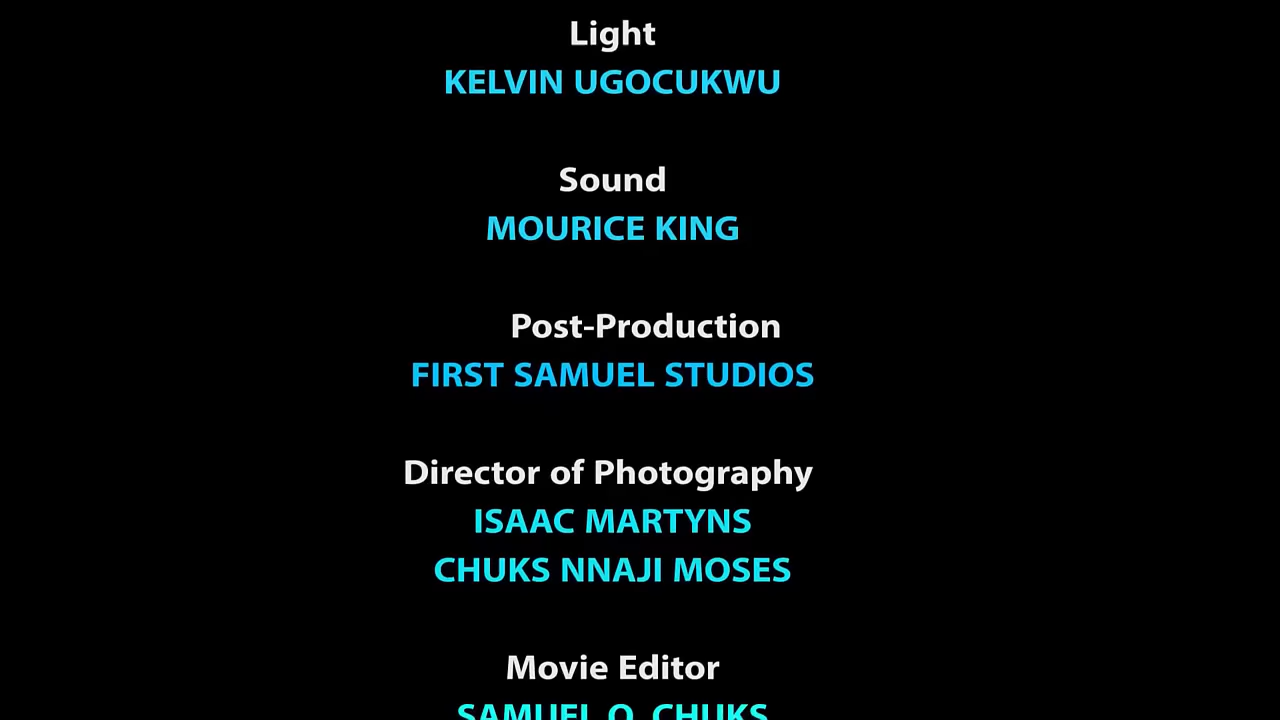 Light
KELVIN UGOCUKWU
Sound
MOURICE KING
Post-Production
FIRST SAMUEL STUDIOS
Director of Photography
ISAAC MARTYNS
CHUKS NNAJI MOSES
Movie Editor
SAMUEL O. CHUKS